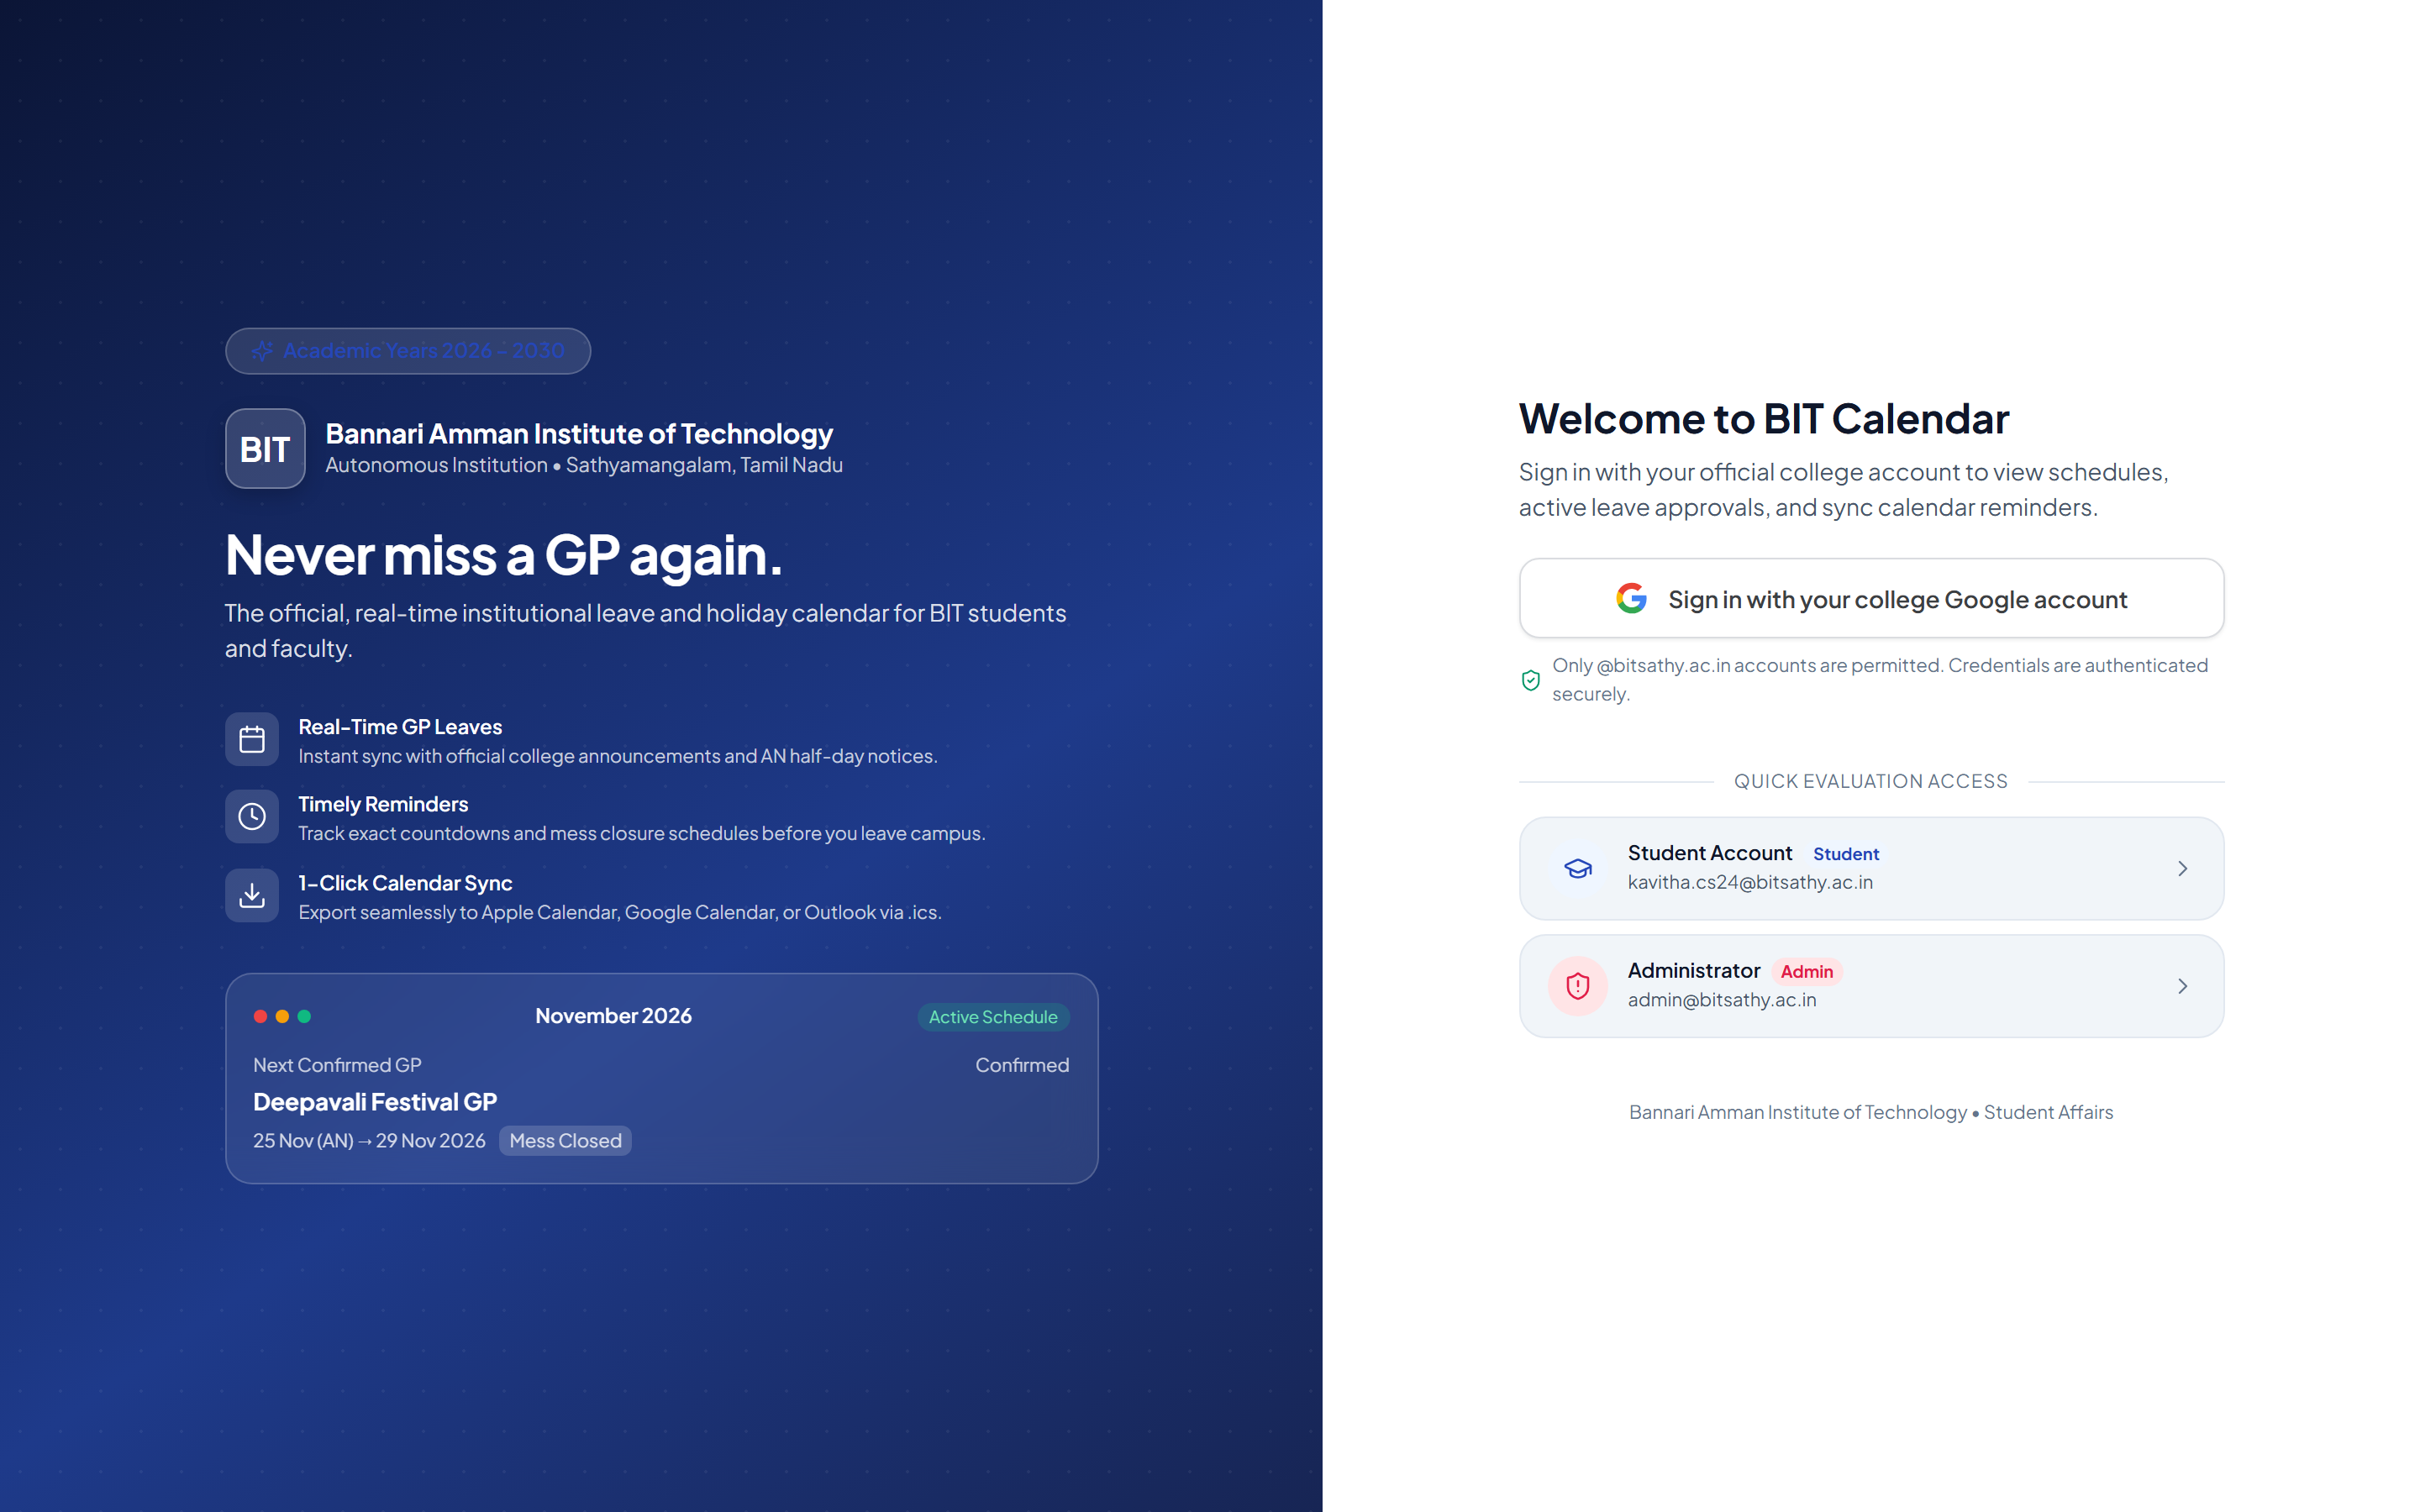 Academic Years 2026 – 2030
BIT
Bannari Amman Institute of Technology
Autonomous Institution • Sathyamangalam, Tamil Nadu
Never miss a GP again.
The official, real-time institutional leave and holiday calendar for BIT students
and faculty.
Real-Time GP Leaves
Instant sync with official college announcements and AN half-day notices.
Timely Reminders
Track exact countdowns and mess closure schedules before you leave campus.
1-Click Calendar Sync
Export seamlessly to Apple Calendar, Google Calendar, or Outlook via .ics.
November 2026
Active Schedule
Next Confirmed GP
Confirmed
Deepavali Festival GP
25 Nov (AN) → 29 Nov 2026
Mess Closed
Welcome to BIT Calendar
Sign in with your official college account to view schedules,
active leave approvals, and sync calendar reminders.
Sign in with your college Google account
Only @bitsathy.ac.in accounts are permitted. Credentials are authenticated
securely.
QUICK EVALUATION ACCESS
Student Account
Student
kavitha.cs24@bitsathy.ac.in
Administrator
Admin
admin@bitsathy.ac.in
Bannari Amman Institute of Technology • Student Affairs